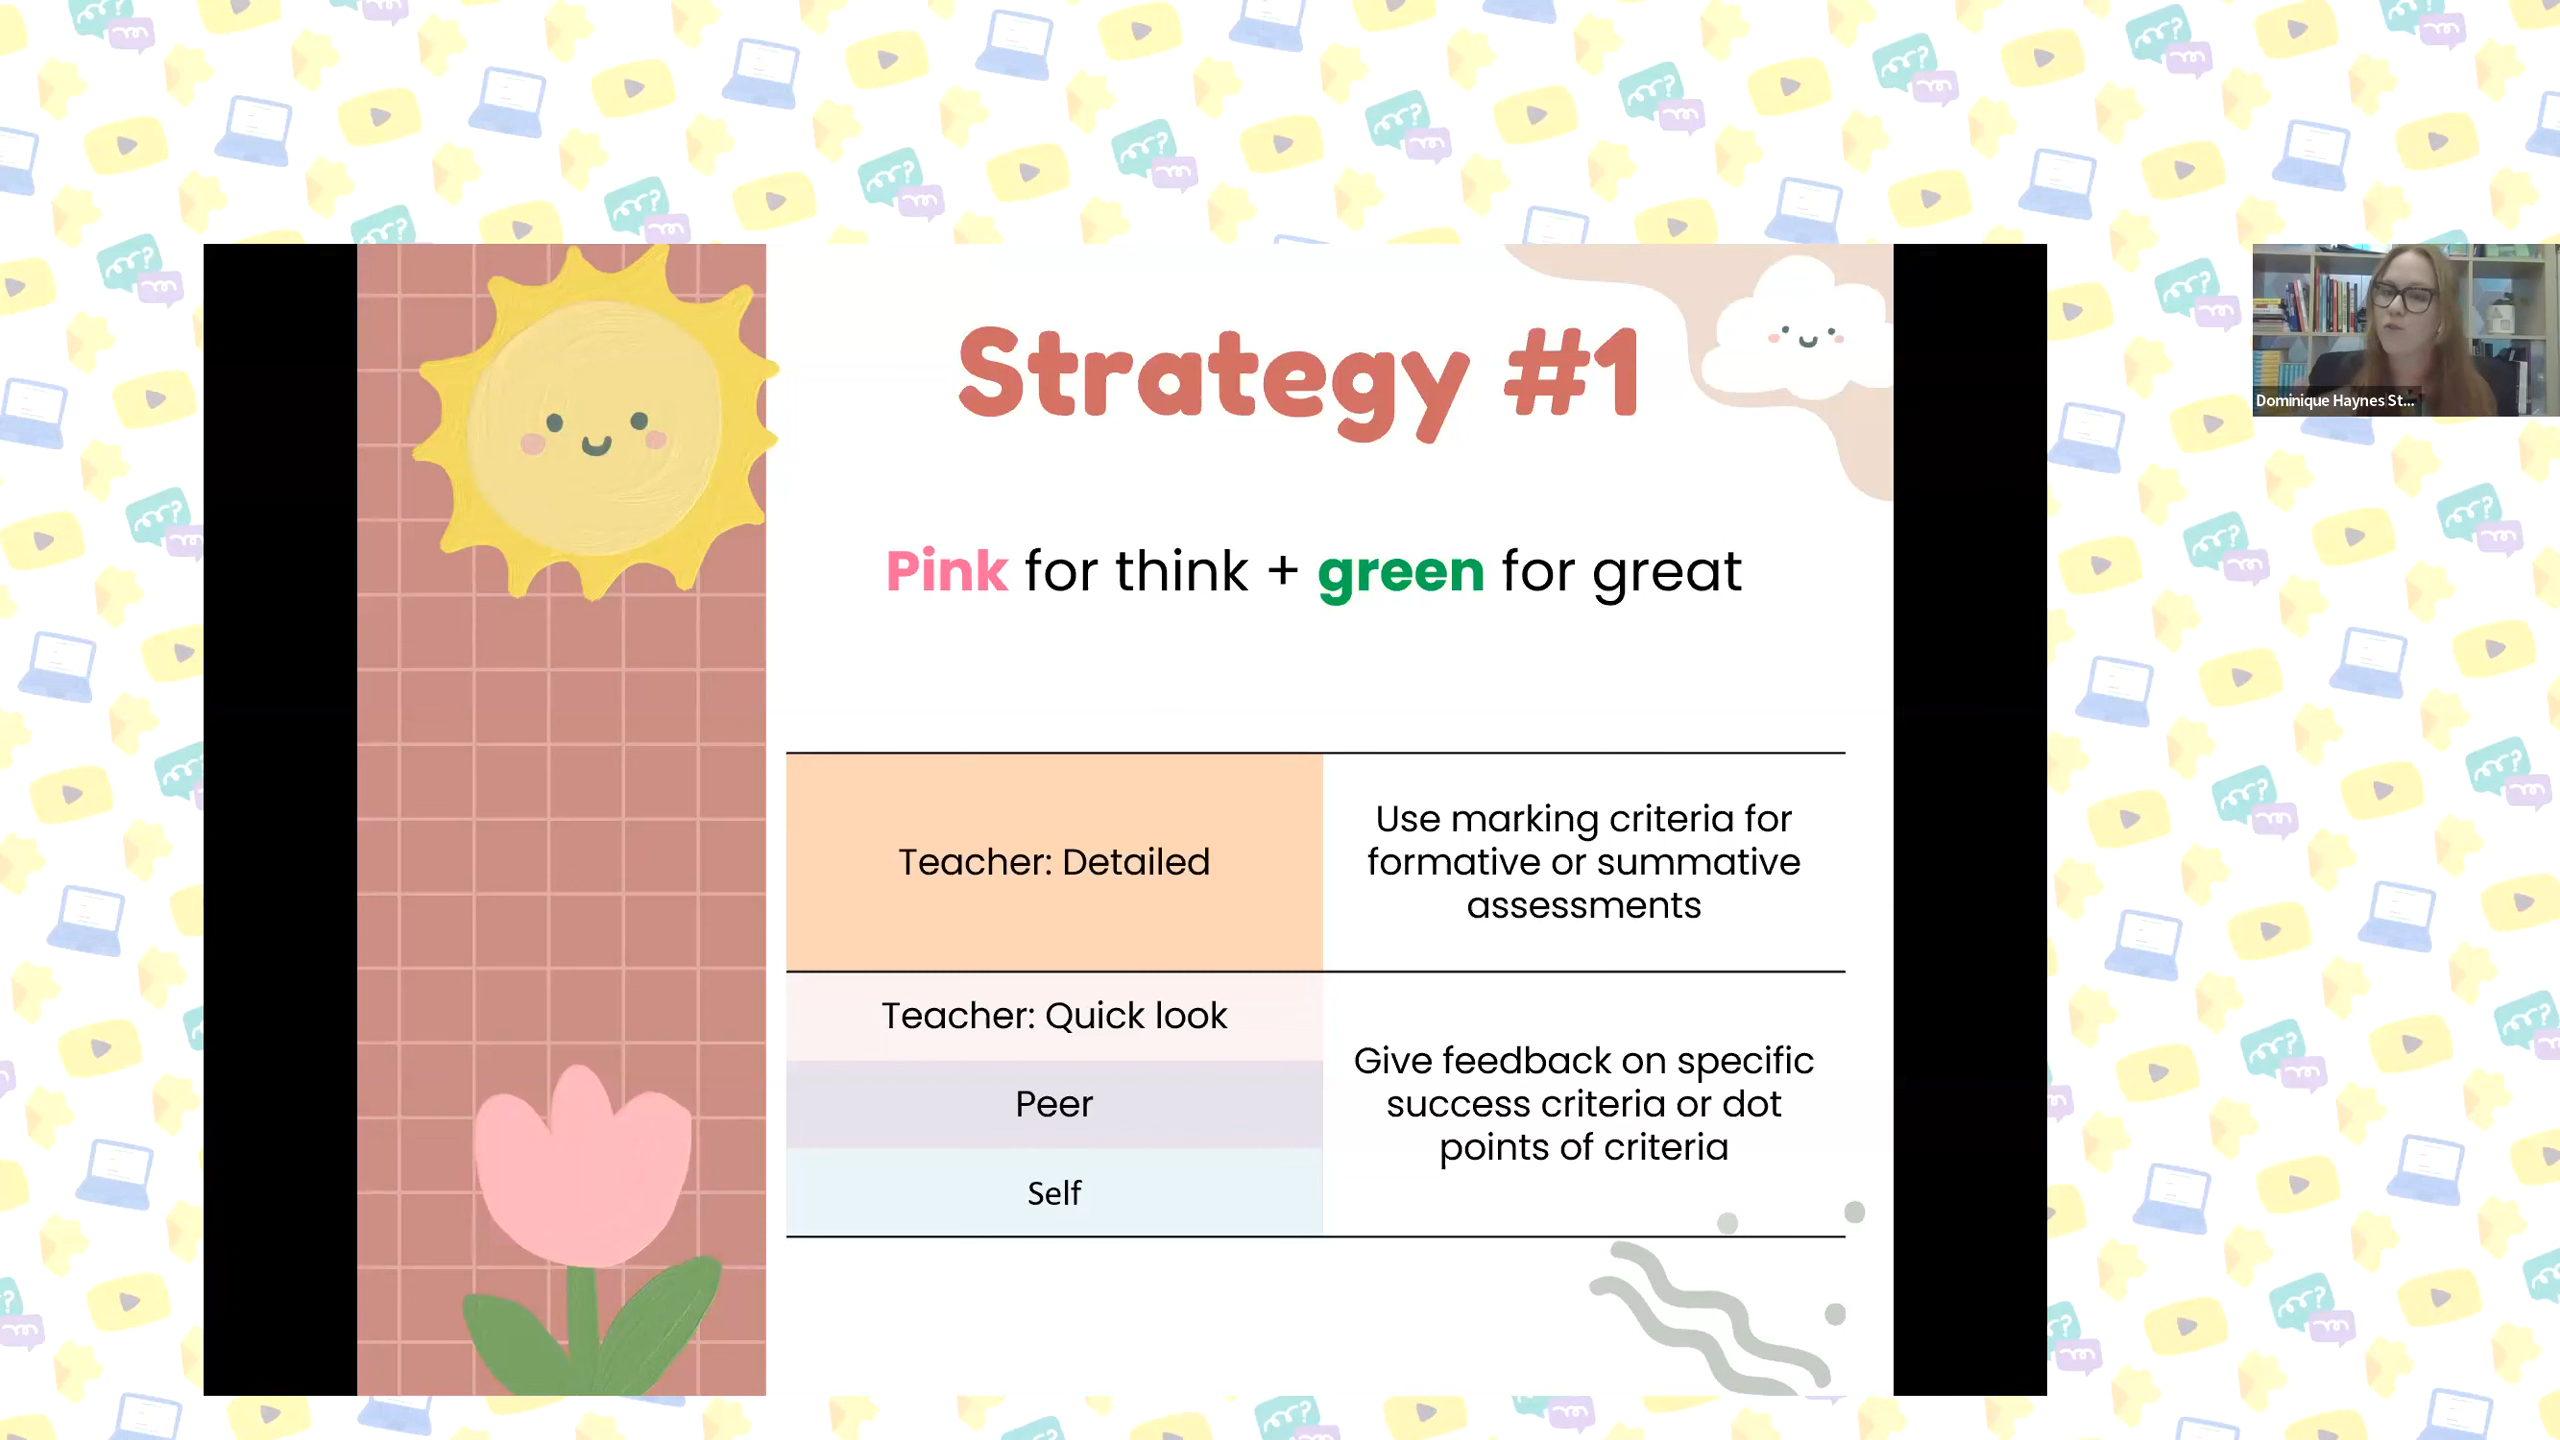 Strategy #1
Pink for think + green for great
Teacher: Detailed
Use marking criteria for
formative or summative
assessments
Teacher: Quick look
Peer
Self
Give feedback on specific
success criteria or dot
points of criteria
Dominique Haynes St...